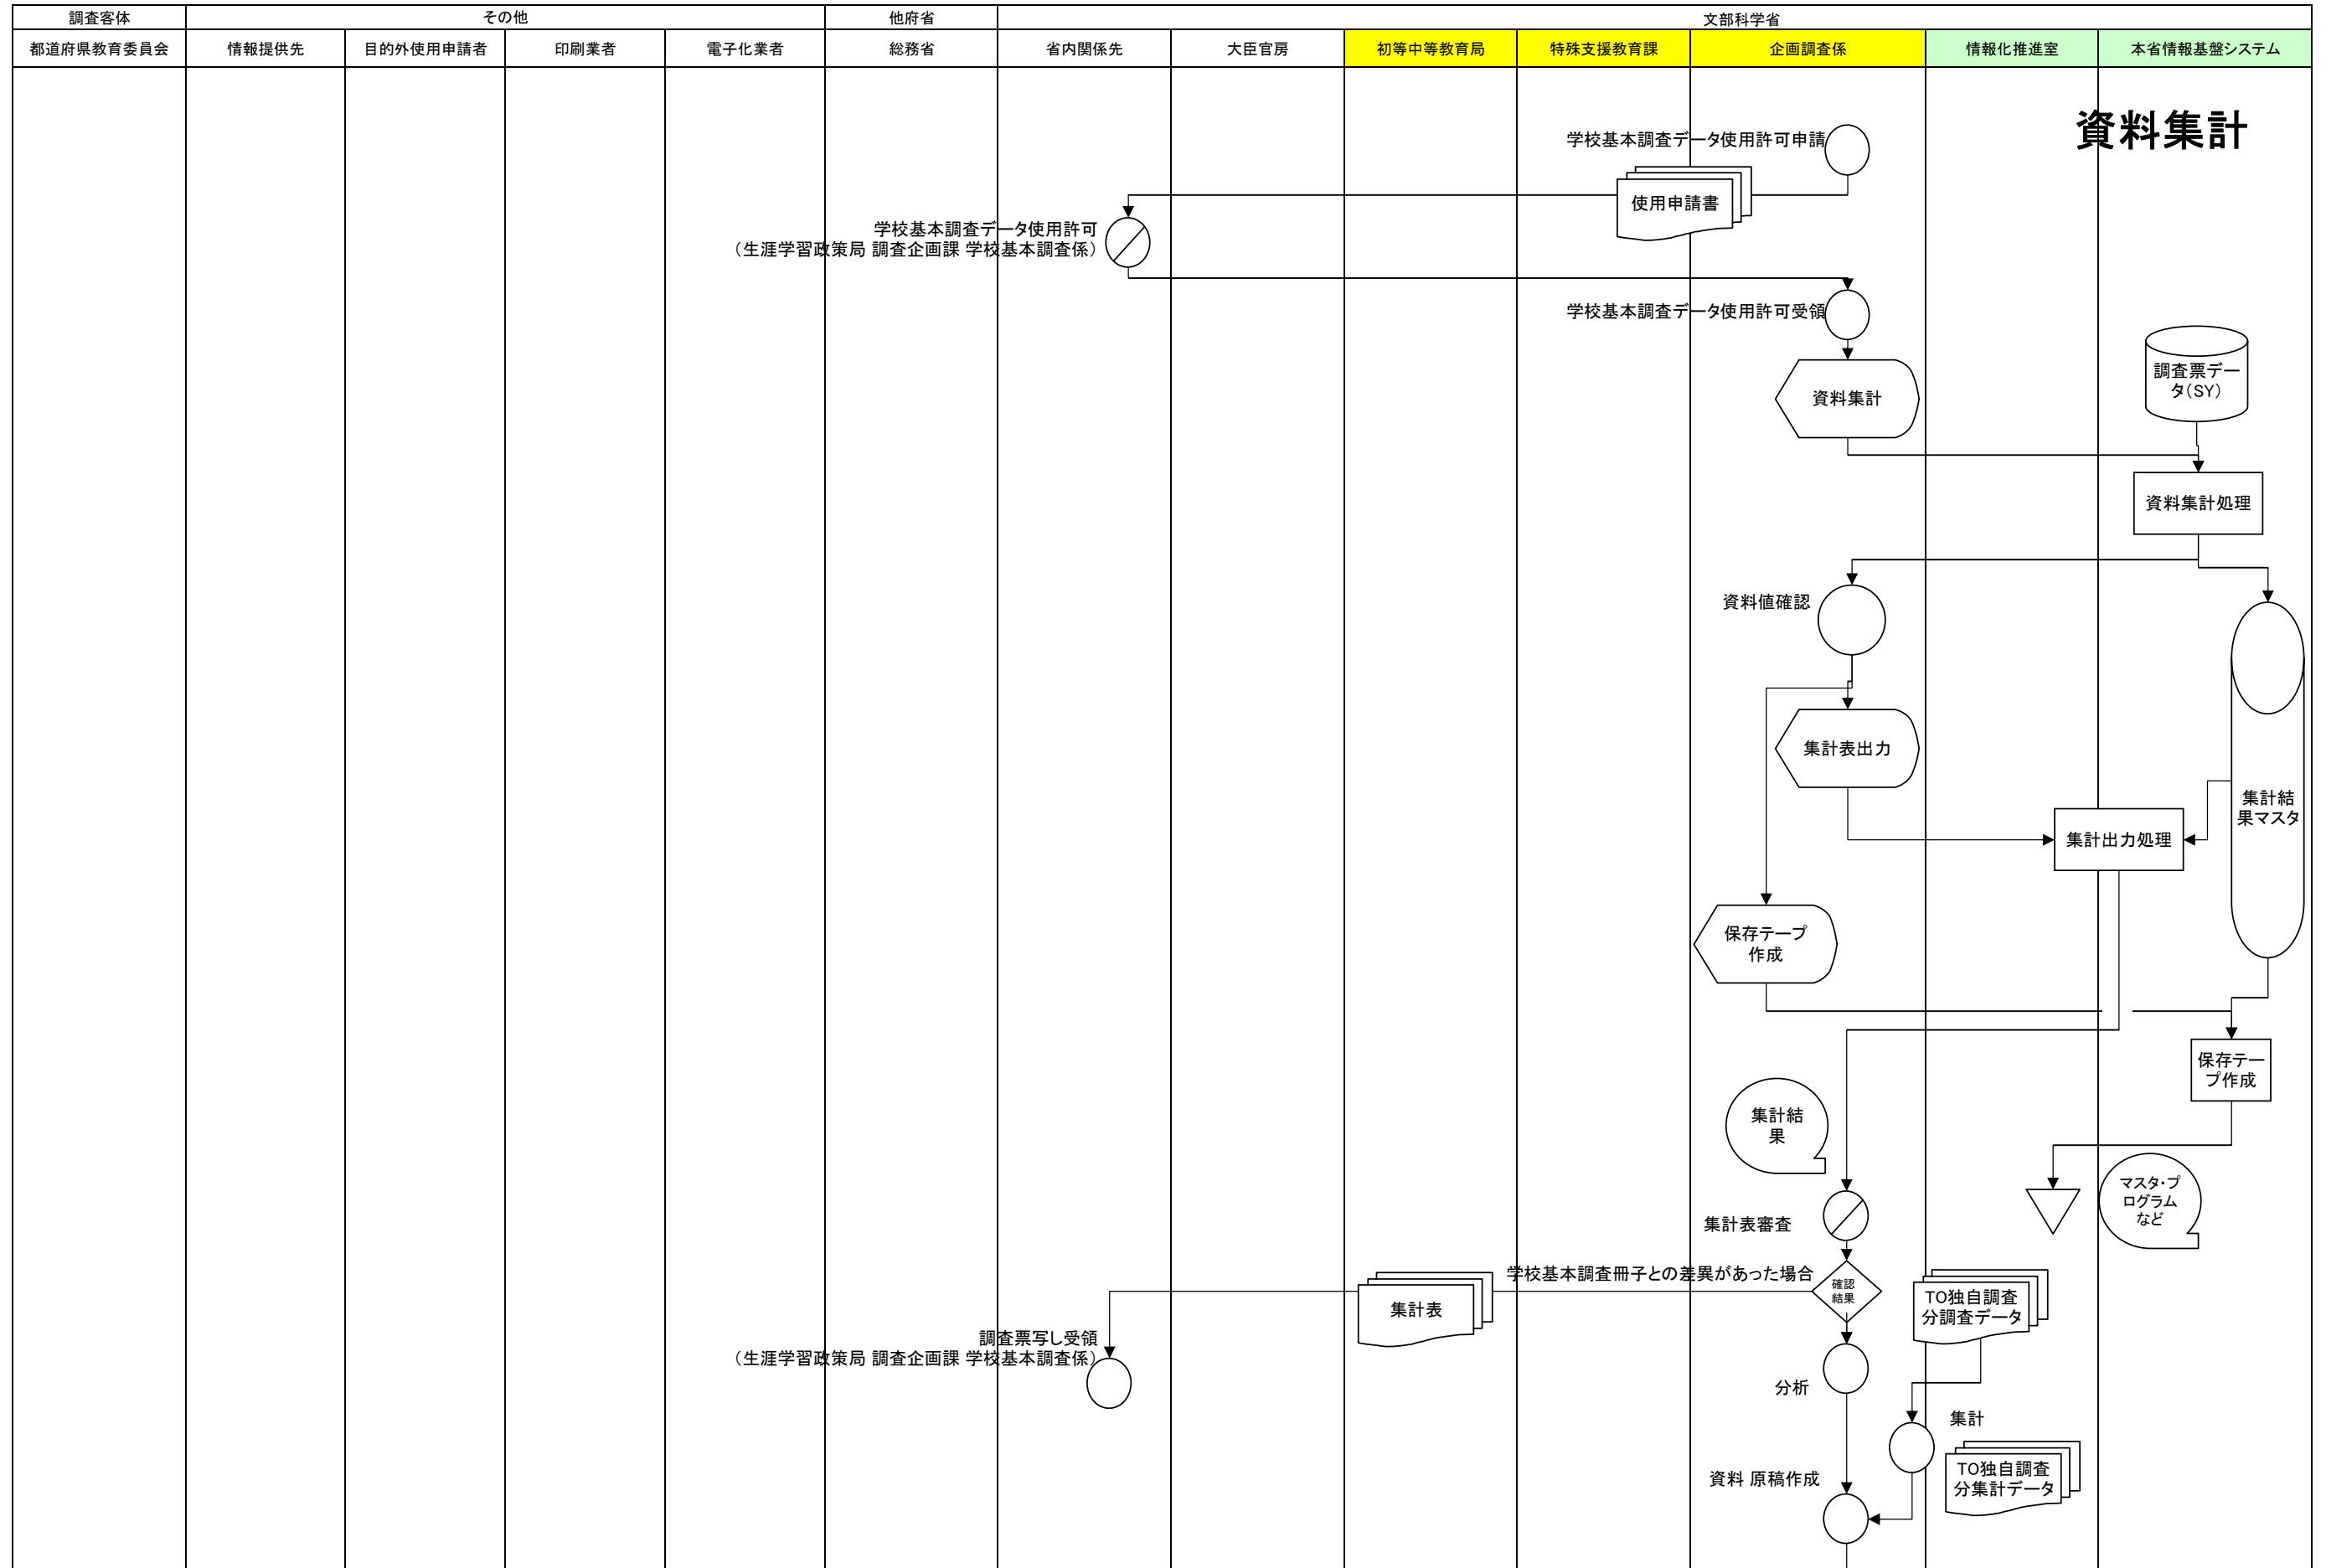 調査客体
その他
他府省
文部科学省
都道府県教育委員会
情報提供先
目的外使用申請者
印刷業者
電子化業者
総務省
省内関係先
大臣官房
初等中等教育局
特殊支援教育課
企画調査係
情報化推進室
本省情報基盤システム
資料集計
学校基本調査データ使用許可申請
使用申請書
学校基本調査データ使用許可
（生涯学習政策局 調査企画課 学校基本調査係）
学校基本調査データ使用許可受領
調査票デー
タ（SY）
資料集計
資料集計処理
資料値確認
集計表出力
集計結
果マスタ
集計出力処理
保存テープ
作成
保存テー
プ作成
集計結
果
マスタ・プ
ログラム
など
集計表審査
学校基本調査冊子との差異があった場合
確認
結果
集計表
TO独自調査
分調査データ
調査票写し受領
（生涯学習政策局 調査企画課 学校基本調査係）
分析
集計
TO独自調査
分集計データ
資料 原稿作成